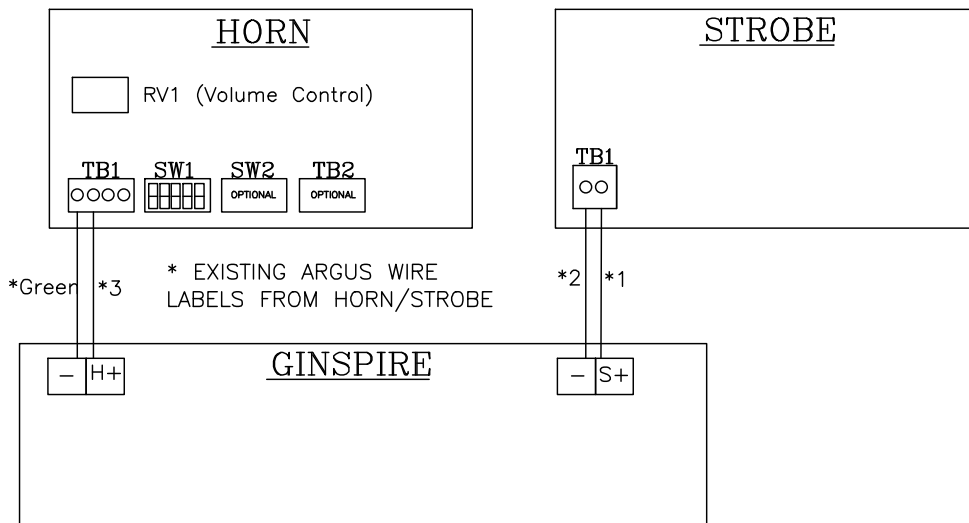 HORN
RV1 (Volume Control)
TB1 SW1 SW2 TB2
OPTIONAL OPTIONAL
STROBE
TB1
*Green *3
* EXISTING ARGUS WIRE
LABELS FROM HORN/STROBE
*2 *1
GINSPIRE
- H+
- S+